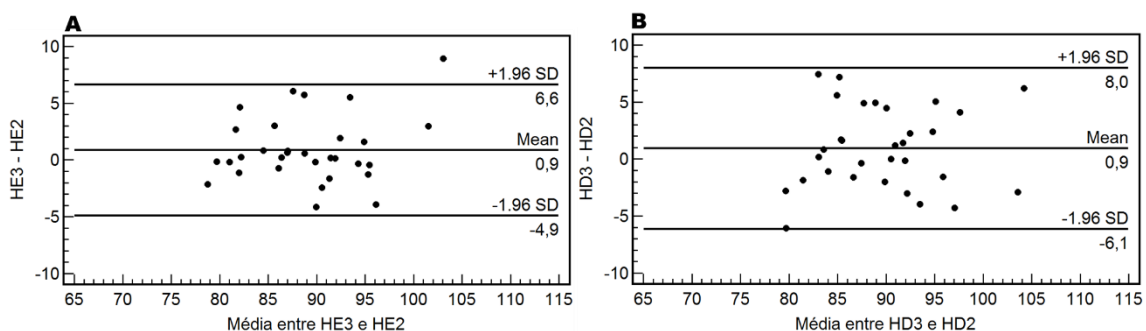 A
HE3 - HE2
10
5
0
-5
-10
+1.96 SD
6,6
Mean
0,9
-1.96 SD
-4,9
65 70 75 80 85 90 95 100 105 110 115
Média entre HE3 e HE2
B
HD3 - HD2
10
5
0
-5
-10
+1.96 SD
8,0
Mean
0,9
-1.96 SD
-6,1
65 70 75 80 85 90 95 100 105 110 115
Média entre HD3 e HD2